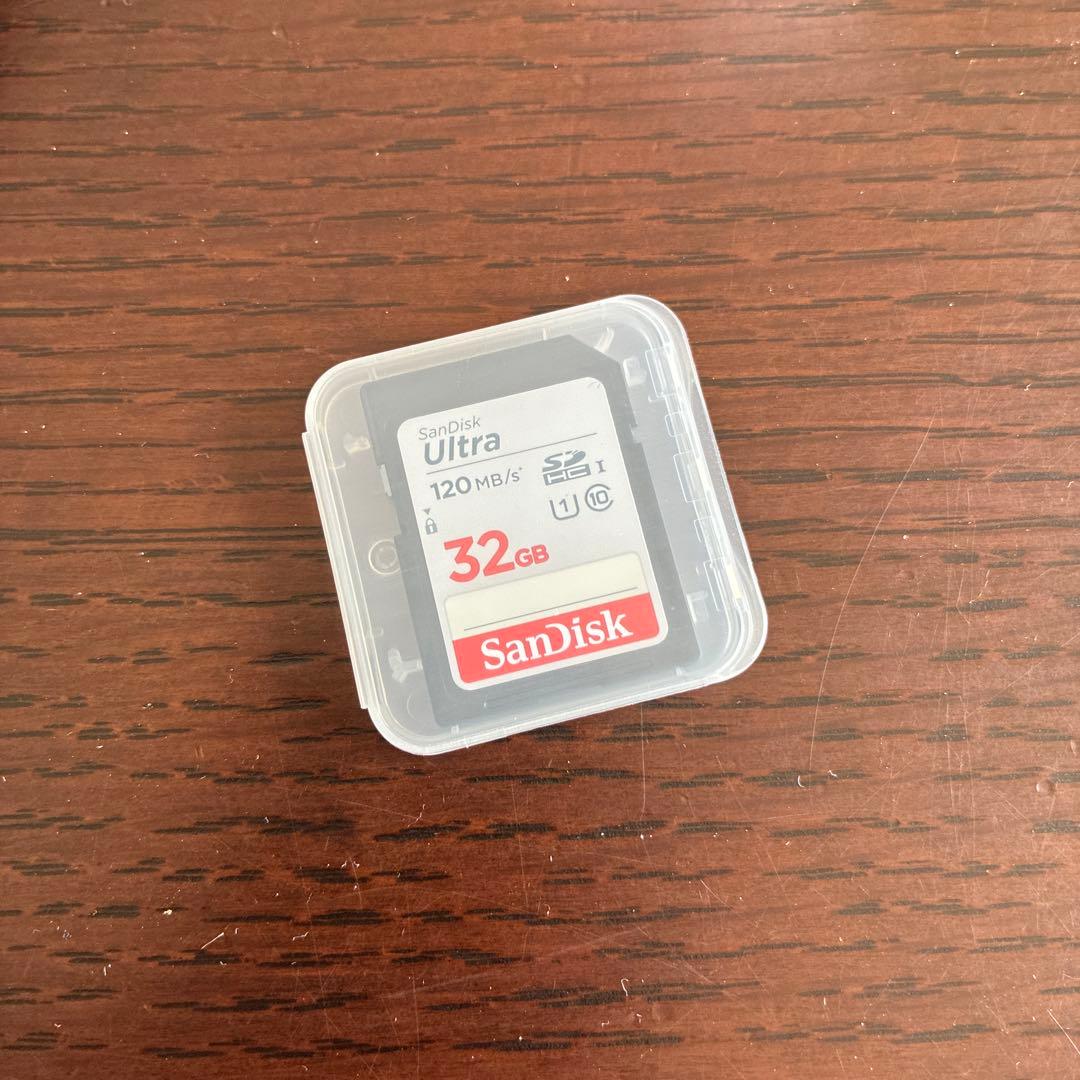 SanDisk
Ultra
120 MB/s*
SD HC I
U1 10
32GB
SanDisk